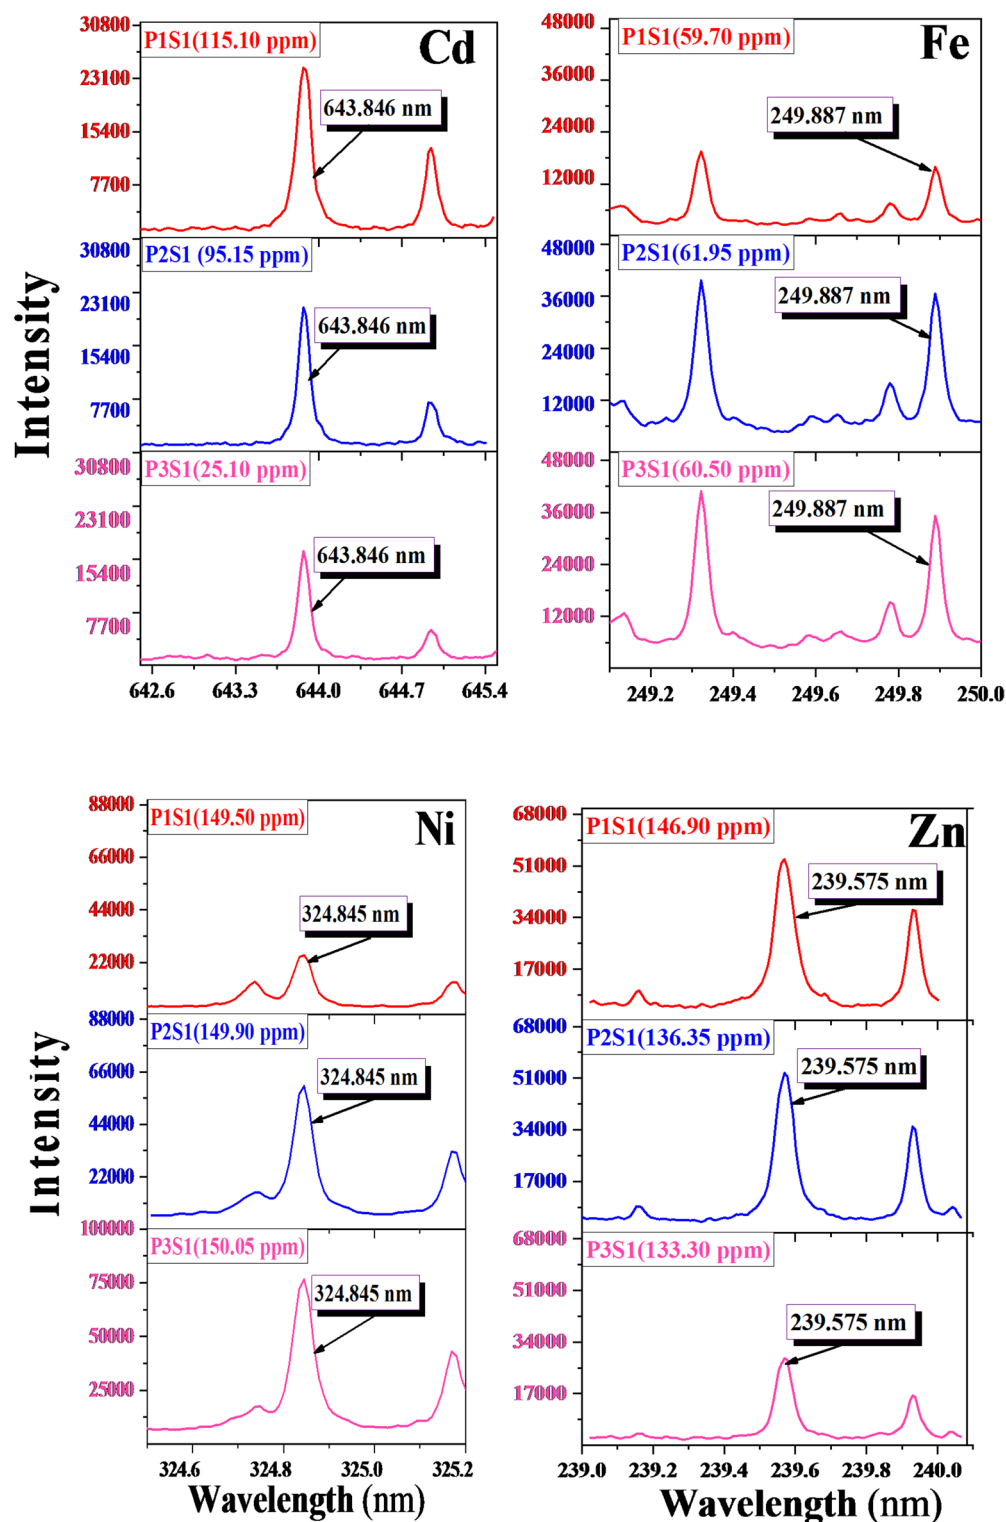 Cd
P1S1(115.10 ppm)
643.846 nm
30800
23100
15400
7700
P2S1 (95.15 ppm)
643.846 nm
30800
23100
15400
7700
P3S1(25.10 ppm)
643.846 nm
30800
23100
15400
7700
642.6 643.3 644.0 644.7 645.4
Intensity
Fe
P1S1(59.70 ppm)
249.887 nm
48000
36000
24000
12000
P2S1(61.95 ppm)
249.887 nm
48000
36000
24000
12000
P3S1(60.50 ppm)
249.887 nm
48000
36000
24000
12000
249.2 249.4 249.6 249.8 250.0
Ni
P1S1(149.50 ppm)
324.845 nm
88000
66000
44000
22000
P2S1(149.90 ppm)
324.845 nm
88000
66000
44000
22000
P3S1(150.05 ppm)
324.845 nm
100000
75000
50000
25000
324.6 324.8 325.0 325.2
Wavelength (nm)
Intensity
Zn
P1S1(146.90 ppm)
239.575 nm
68000
51000
34000
17000
P2S1(136.35 ppm)
239.575 nm
68000
51000
34000
17000
P3S1(133.30 ppm)
239.575 nm
68000
51000
34000
17000
239.0 239.2 239.4 239.6 239.8 240.0
Wavelength (nm)